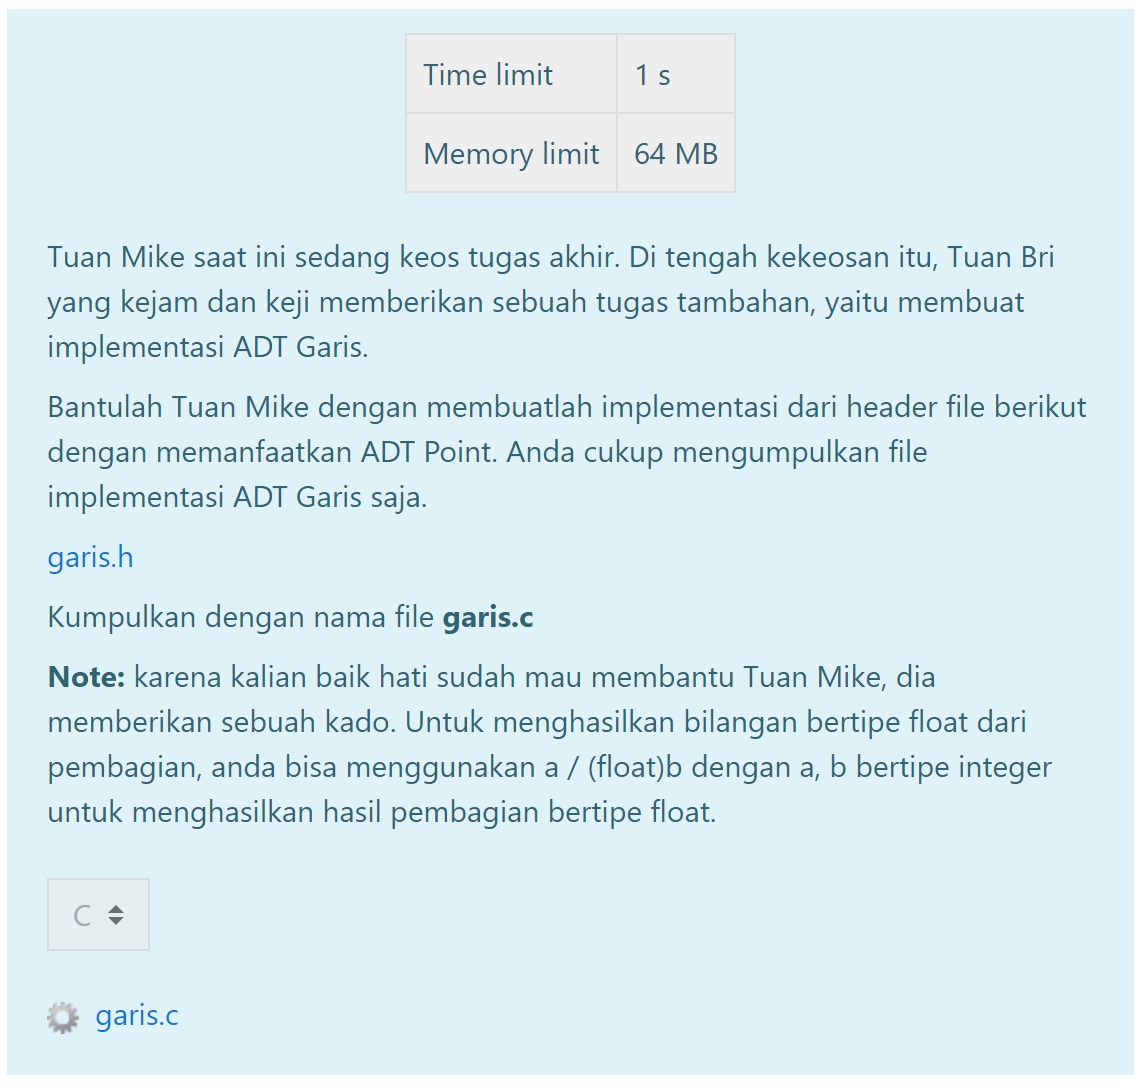 Time limit 1 s
Memory limit 64 MB
Tuan Mike saat ini sedang keos tugas akhir. Di tengah kekeosan itu, Tuan Bri
yang kejam dan keji memberikan sebuah tugas tambahan, yaitu membuat
implementasi ADT Garis.
Bantulah Tuan Mike dengan membuatlah implementasi dari header file berikut
dengan memanfaatkan ADT Point. Anda cukup mengumpulkan file
implementasi ADT Garis saja.
garis.h
Kumpulkan dengan nama file garis.c
Note: karena kalian baik hati sudah mau membantu Tuan Mike, dia
memberikan sebuah kado. Untuk menghasilkan bilangan bertipe float dari
pembagian, anda bisa menggunakan a / (float)b dengan a, b bertipe integer
untuk menghasilkan hasil pembagian bertipe float.
C
garis.c